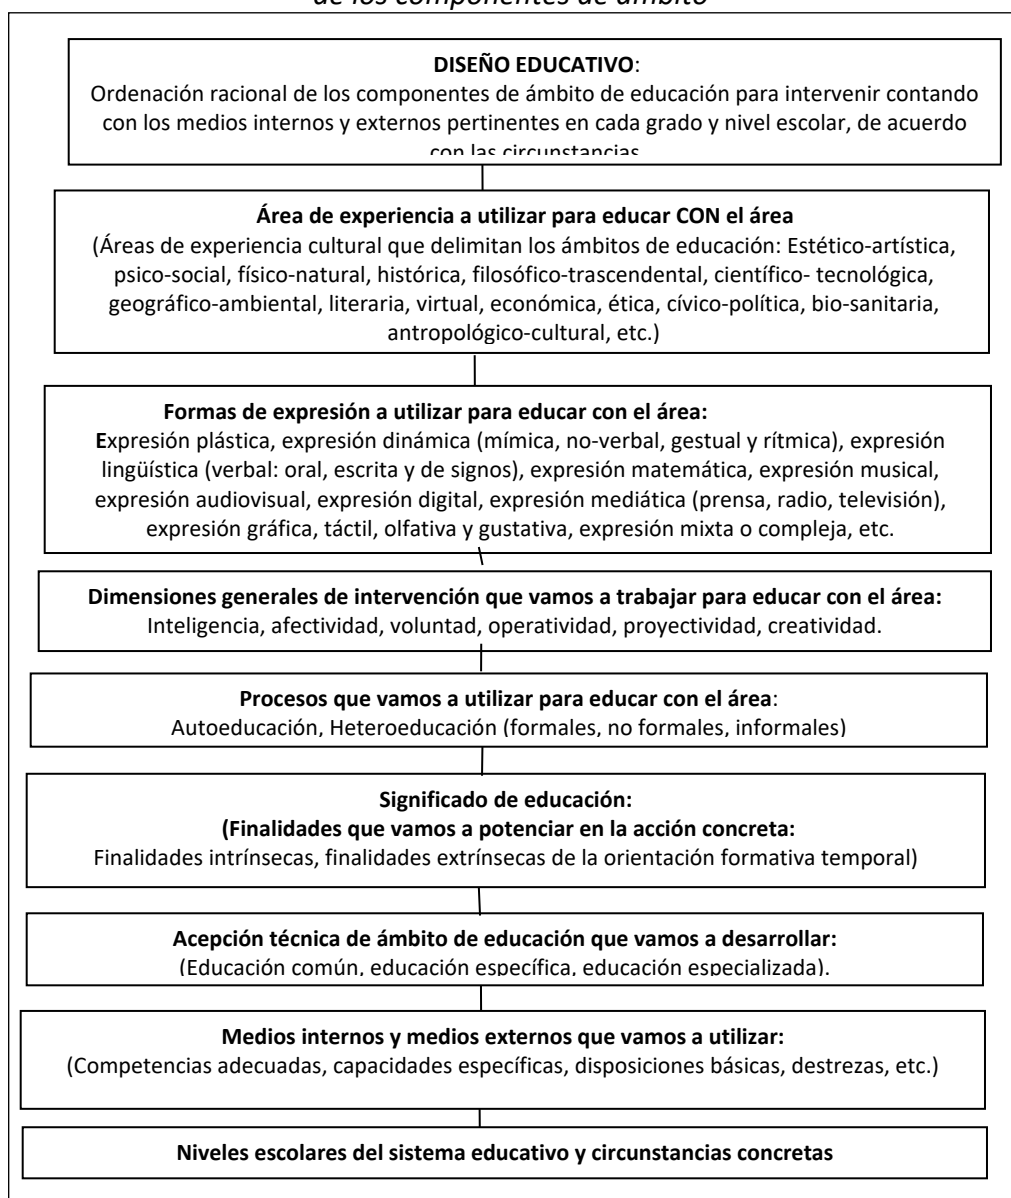 de los componentes de ámbito
DISEÑO EDUCATIVO:
Ordenación racional de los componentes de ámbito de educación para intervenir contando
con los medios internos y externos pertinentes en cada grado y nivel escolar, de acuerdo
con las circunstancias
Área de experiencia a utilizar para educar CON el área
(Áreas de experiencia cultural que delimitan los ámbitos de educación: Estético-artística,
psico-social, físico-natural, histórica, filosófico-trascendental, científico- tecnológica,
geográfico-ambiental, literaria, virtual, económica, ética, cívico-política, bio-sanitaria,
antropológico-cultural, etc.)
Formas de expresión a utilizar para educar con el área:
Expresión plástica, expresión dinámica (mímica, no-verbal, gestual y rítmica), expresión
lingüística (verbal: oral, escrita y de signos), expresión matemática, expresión musical,
expresión audiovisual, expresión digital, expresión mediática (prensa, radio, televisión),
expresión gráfica, táctil, olfativa y gustativa, expresión mixta o compleja, etc.
Dimensiones generales de intervención que vamos a trabajar para educar con el área:
Inteligencia, afectividad, voluntad, operatividad, proyectividad, creatividad.
Procesos que vamos a utilizar para educar con el área:
Autoeducación, Heteroeducación (formales, no formales, informales)
Significado de educación:
(Finalidades que vamos a potenciar en la acción concreta:
Finalidades intrínsecas, finalidades extrínsecas de la orientación formativa temporal)
Acepción técnica de ámbito de educación que vamos a desarrollar:
(Educación común, educación específica, educación especializada).
Medios internos y medios externos que vamos a utilizar:
(Competencias adecuadas, capacidades específicas, disposiciones básicas, destrezas, etc.)
Niveles escolares del sistema educativo y circunstancias concretas